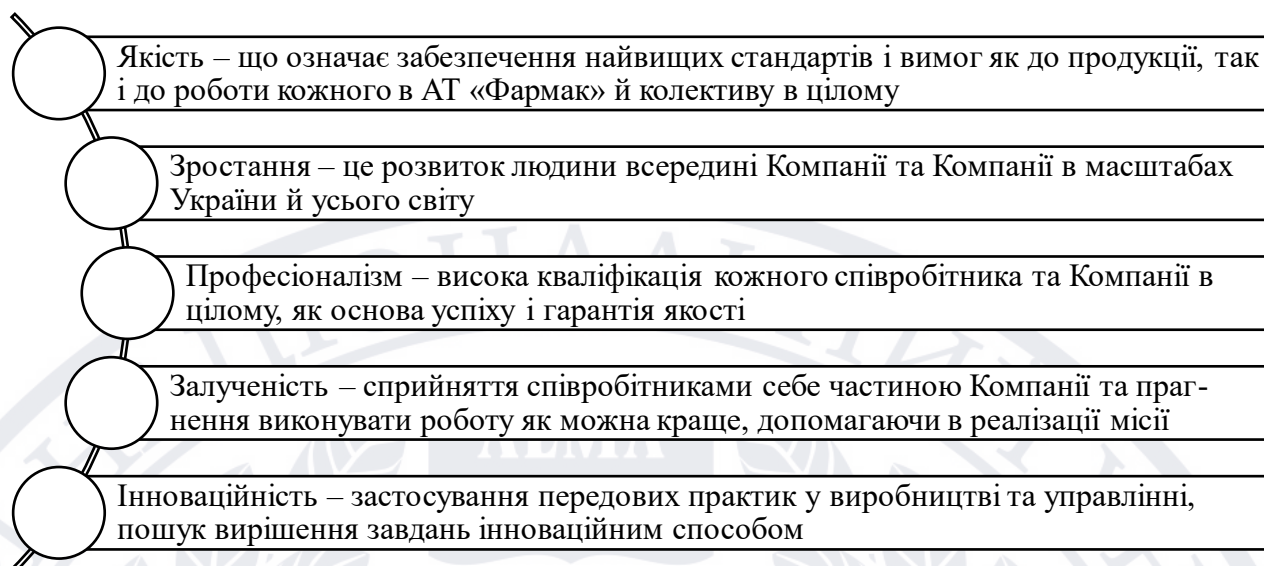 Якість – що означає забезпечення найвищих стандартів і вимог як до продукції, так
і до роботи кожного в АТ «Фармак» й колективу в цілому
Зростання – це розвиток людини всередині Компанії та Компанії в масштабах
України й усього світу
Професіоналізм – висока кваліфікація кожного співробітника та Компанії в
цілому, як основа успіху і гарантія якості
Залученість – сприйняття співробітниками себе частиною Компанії та праг-
нення виконувати роботу як можна краще, допомагаючи в реалізації місії
Інноваційність – застосування передових практик у виробництві та управлінні,
пошук вирішення завдань інноваційним способом